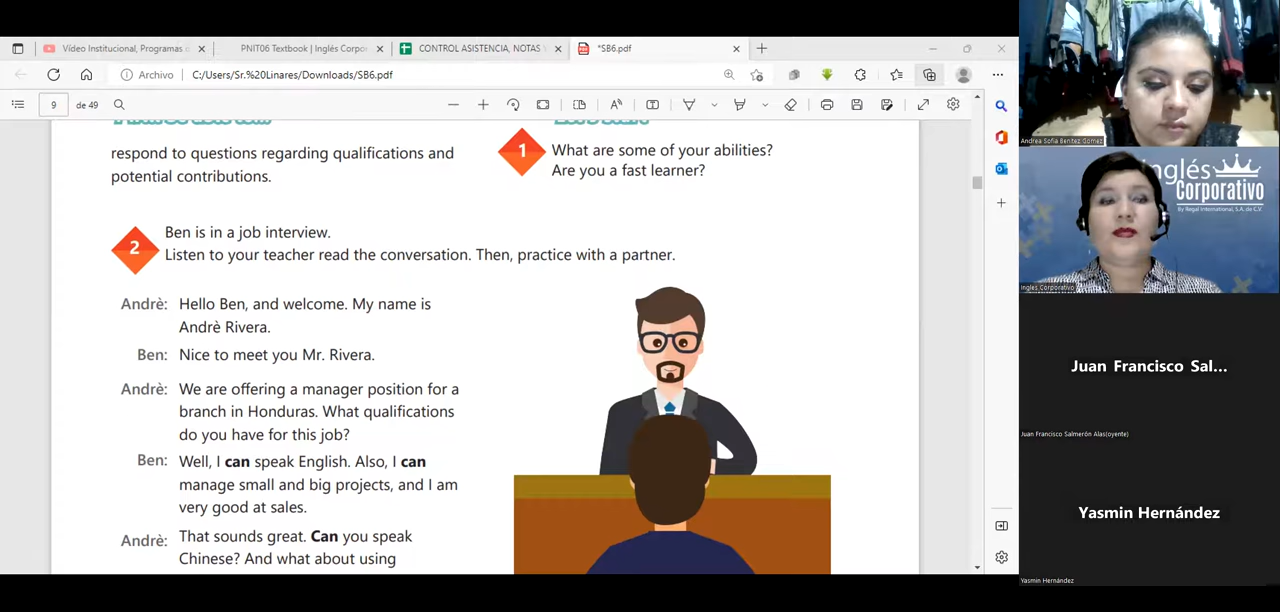 Vídeo Institucional, Programas
PNIT06 Textbook | Inglés Corpor
CONTROL ASISTENCIA, NOTAS
*SB6.pdf
Archivo
C:/Users/Sr.%20Linares/Downloads/SB6.pdf
9
de 49
respond to questions regarding qualifications and
potential contributions.
1
What are some of your abilities?
Are you a fast learner?
2
Ben is in a job interview.
Listen to your teacher read the conversation. Then, practice with a partner.
Andrè: Hello Ben, and welcome. My name is
Andrè Rivera.
Ben: Nice to meet you Mr. Rivera.
Andrè: We are offering a manager position for a
branch in Honduras. What qualifications
do you have for this job?
Ben: Well, I can speak English. Also, I can
manage small and big projects, and I am
very good at sales.
Andrè: That sounds great. Can you speak
Chinese? And what about using
Andrea Sofia Benitez Gomez
Inglés
Corporativo
By Regal International, S.A. de C.V.
Ingles Corporativo
Juan Francisco Sal...
Juan Francisco Salmerón Alas(oyente)
Yasmin Hernández
Yasmin Hernández